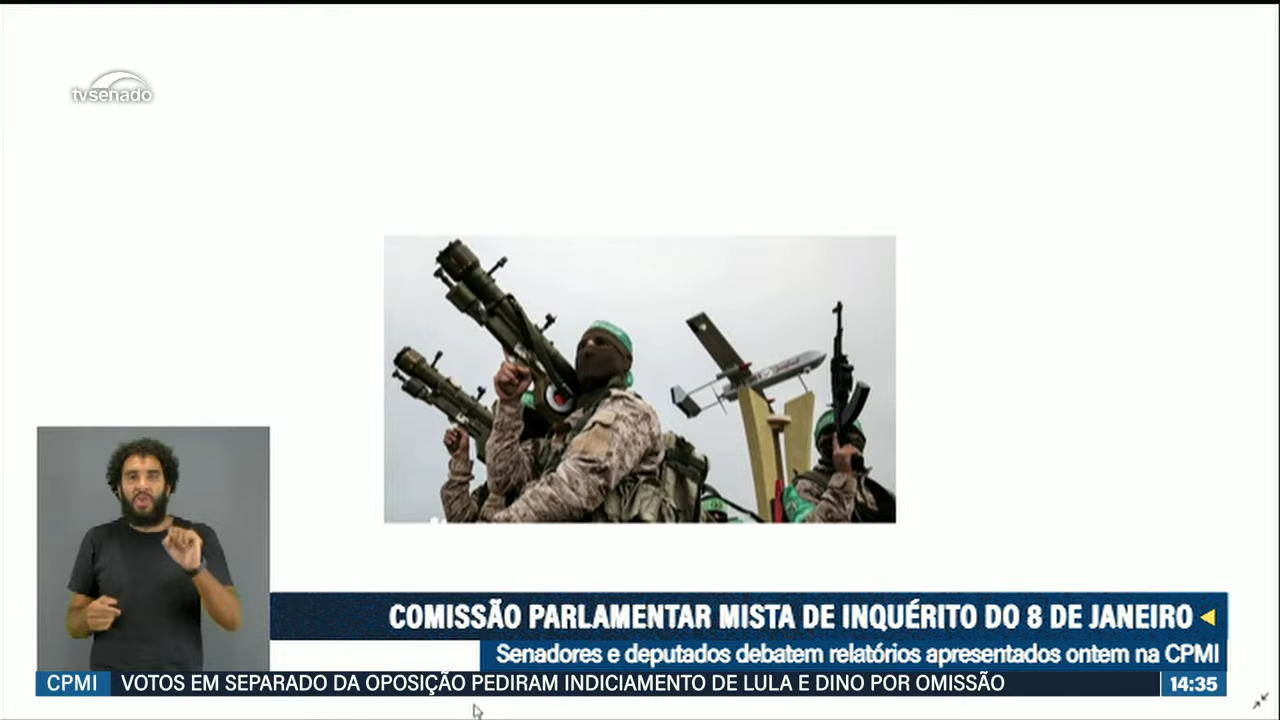 tvsenado
COMISSÃO PARLAMENTAR MISTA DE INQUÉRITO DO 8 DE JANEIRO
Senadores e deputados debatem relatórios apresentados ontem na CPMI
CPMI VOTOS EM SEPARADO DA OPOSIÇÃO PEDIRAM INDICIAMENTO DE LULA E DINO POR OMISSÃO 14:35